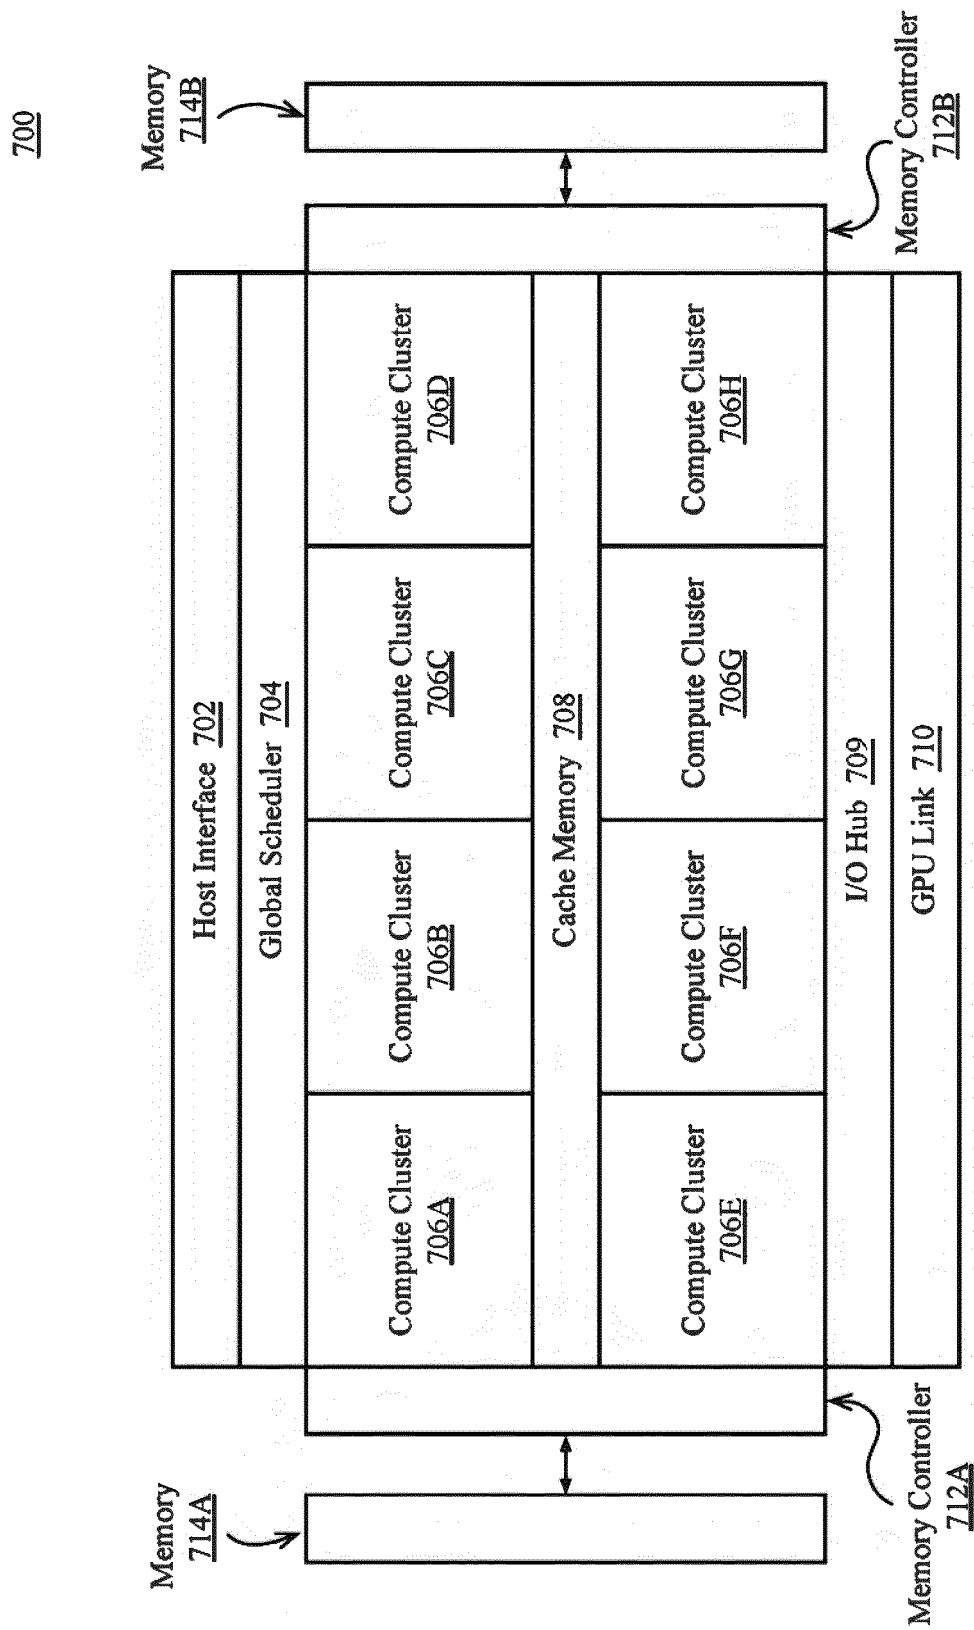 700
Host Interface 702
Global Scheduler 704
Memory
714A
Memory
714B
Compute Cluster
706A
Compute Cluster
706B
Compute Cluster
706C
Compute Cluster
706D
Cache Memory 708
Compute Cluster
706E
Compute Cluster
706F
Compute Cluster
706G
Compute Cluster
706H
I/O Hub 709
GPU Link 710
Memory Controller
712A
Memory Controller
712B